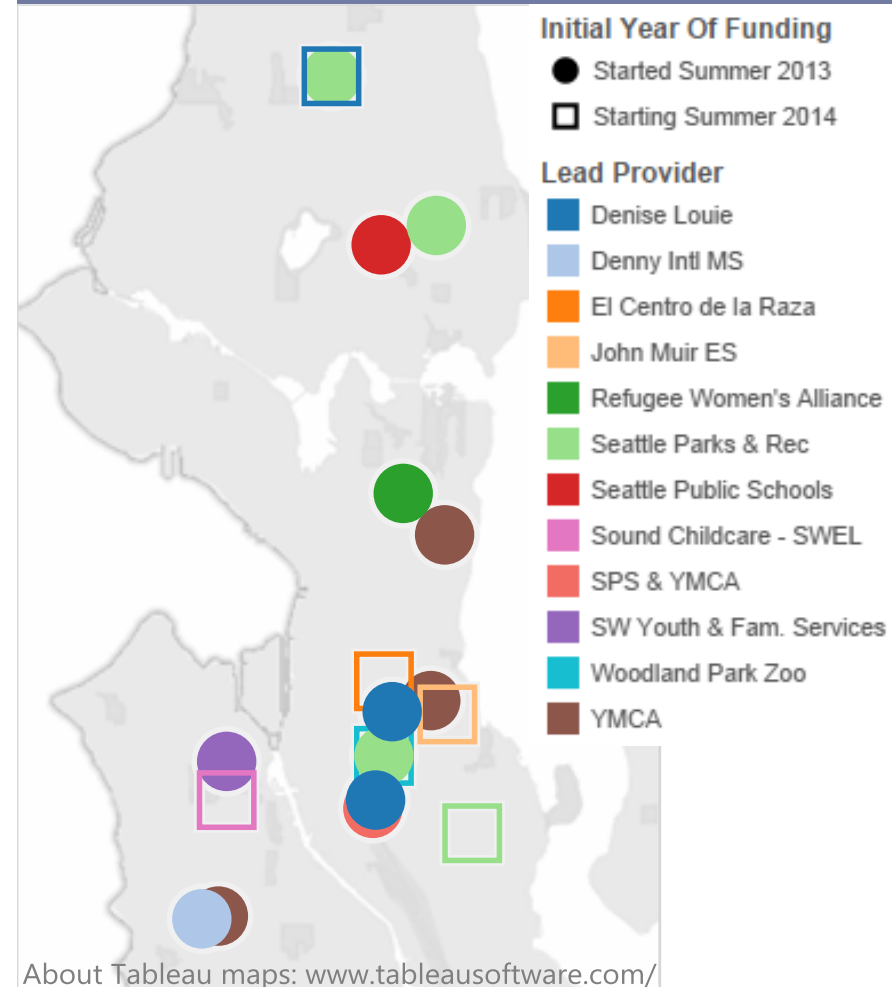 Initial Year Of Funding
Started Summer 2013
Starting Summer 2014
Lead Provider
Denise Louie
Denny Intl MS
El Centro de la Raza
John Muir ES
Refugee Women's Alliance
Seattle Parks & Rec
Seattle Public Schools
Sound Childcare - SWEL
SPS & YMCA
SW Youth & Fam. Services
Woodland Park Zoo
YMCA
About Tableau maps: www.tableausoftware.com/